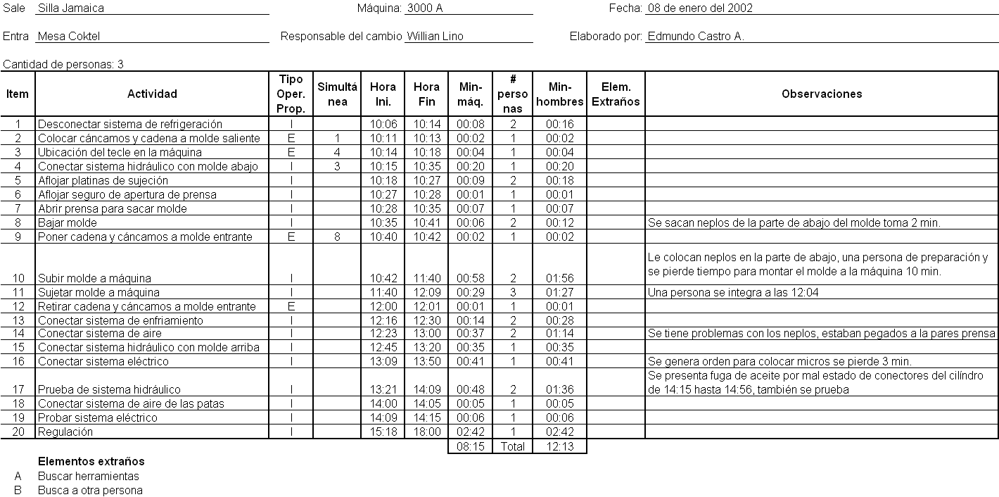 Sale Silla Jamaica Máquina: 3000 A Fecha: 08 de enero del 2002
Entra Mesa Coktel Responsable del cambio Willian Lino Elaborado por: Edmundo Castro A.
Cantidad de personas: 3
Item Actividad Tipo Oper. Prop. Simultá nea Hora Ini. Hora Fin Min-máq. # perso nas Min-hombres Elem. Extraños Observaciones
1 Desconectar sistema de refrigeración I 10:06 10:14 00:08 2 00:16
2 Colocar cáncamos y cadena a molde saliente E 1 10:11 10:13 00:02 1 00:02
3 Ubicación del tecle en la máquina E 4 10:14 10:18 00:04 1 00:04
4 Conectar sistema hidráulico con molde abajo I 3 10:15 10:35 00:20 1 00:20
5 Aflojar platinas de sujeción I 10:18 10:27 00:09 2 00:18
6 Aflojar seguro de apertura de prensa I 10:27 10:28 00:01 1 00:01
7 Abrir prensa para sacar molde I 10:28 10:35 00:07 1 00:07
8 Bajar molde I 10:35 10:41 00:06 2 00:12 Se sacan neplos de la parte de abajo del molde toma 2 min.
9 Poner cadena y cáncamos a molde entrante E 8 10:40 10:42 00:02 1 00:02
Le colocan neplos en la parte de abajo, una persona de preparación y
10 Subir molde a máquina I 10:42 11:40 00:58 2 01:56 se pierde tiempo para montar el molde a la máquina 10 min.
11 Sujetar molde a máquina I 11:40 12:09 00:29 3 01:27 Una persona se integra a las 12:04
12 Retirar cadena y cáncamos a molde entrante E 12:00 12:01 00:01 1 00:01
13 Conectar sistema de enfriamiento I 12:16 12:30 00:14 2 00:28
14 Conectar sistema de aire I 12:23 13:00 00:37 2 01:14 Se tiene problemas con los neplos, estaban pegados a la pares prensa
15 Conectar sistema hidráulico con molde arriba I 12:45 13:20 00:35 1 00:35
16 Conectar sistema eléctrico I 13:09 13:50 00:41 1 00:41 Se genera orden para colocar micros se pierde 3 min.
Se presenta fuga de aceite por mal estado de conectores del cilíndro
17 Prueba de sistema hidráulico I 13:21 14:09 00:48 2 01:36 de 14:15 hasta 14:56, también se prueba
18 Conectar sistema de aire de las patas I 14:00 14:05 00:05 1 00:05
19 Probar sistema eléctrico I 14:09 14:15 00:06 1 00:06
20 Regulación I 15:18 18:00 02:42 1 02:42
08:15 Total 12:13
Elementos extraños
A Buscar herramientas
B Busca a otra persona